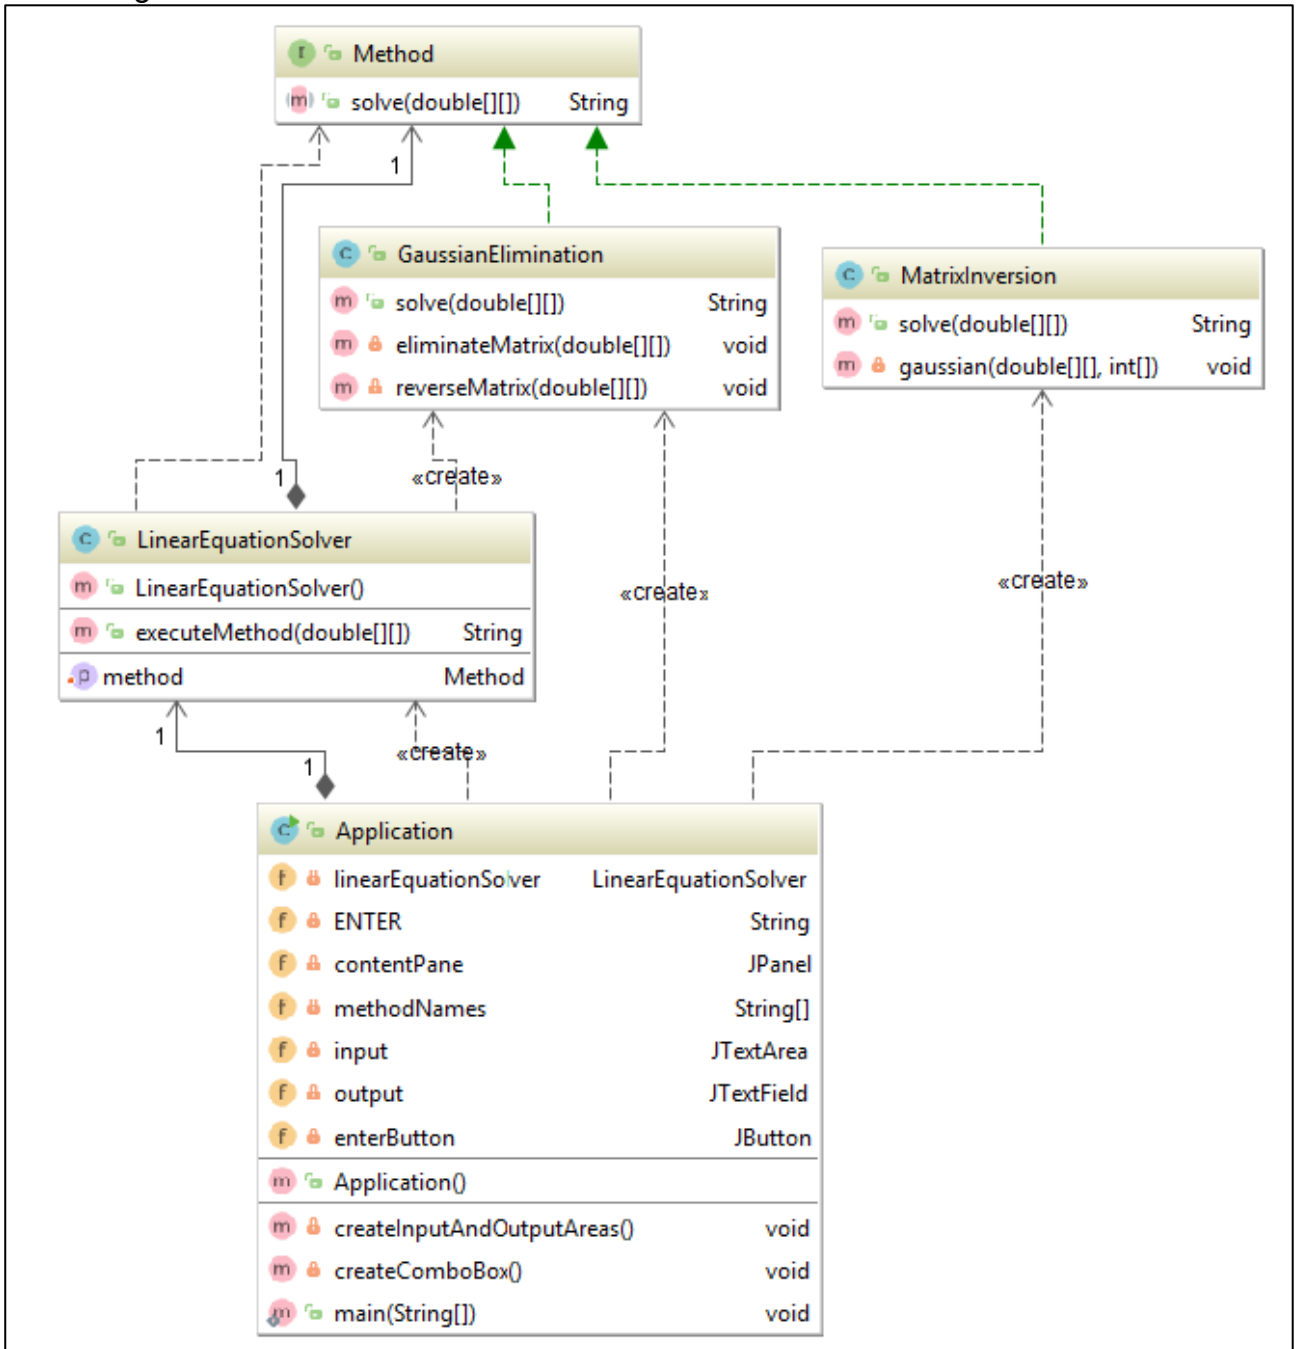 Method
solve(double[][]) String
1
GaussianElimination
solve(double[][]) String
eliminateMatrix(double[][]) void
reverseMatrix(double[][]) void
MatrixInversion
solve(double[][]) String
gaussian(double[][], int[]) void
1
«create»
LinearEquationSolver
LinearEquationSolver()
executeMethod(double[][]) String
method Method
«create»
«create»
1
«create»
1
Application
linearEquationSolver LinearEquationSolver
ENTER String
contentPane JPanel
methodNames String[]
input JTextArea
output JTextField
enterButton JButton
Application()
createInputAndOutputAreas() void
createComboBox() void
main(String[]) void